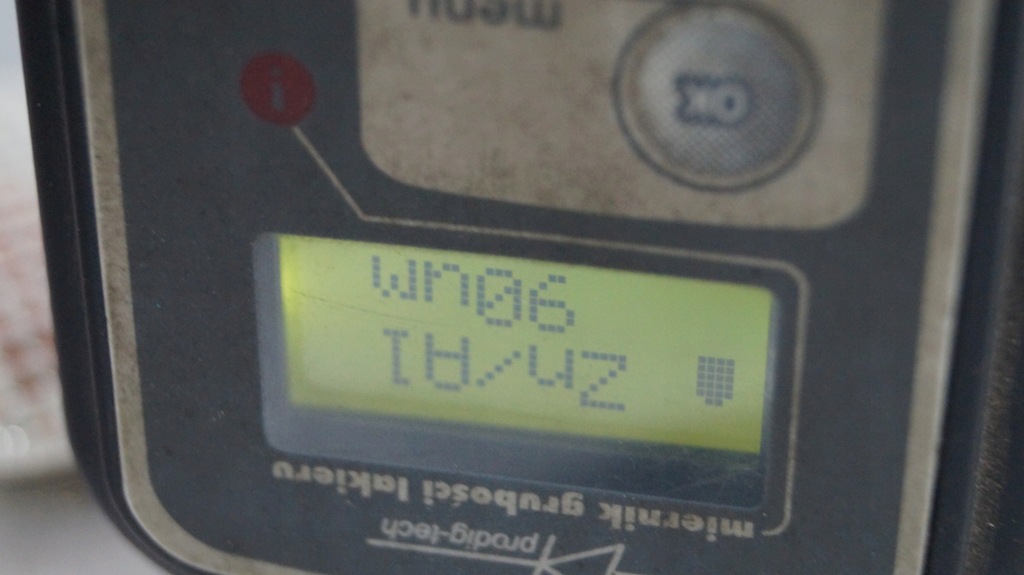 prodig-tech
miernik grubości lakieru
Zn/Al
90um
i
OK
menu